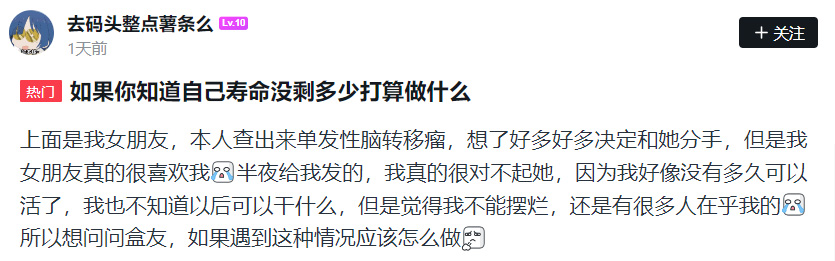 去码头整点薯条么 Lv.10
1天前
+ 关注
热门 如果你知道自己寿命没剩多少打算做什么
上面是我女朋友，本人查出来单发性脑转移瘤，想了好多好多决定和她分手，但是我
女朋友真的很喜欢我半夜给我发的，我真的很对不起她，因为我好像没有多久可以
活了，我也不知道以后可以干什么，但是觉得我不能摆烂，还是有很多人在乎我的
所以想问问盒友，如果遇到这种情况应该怎么做